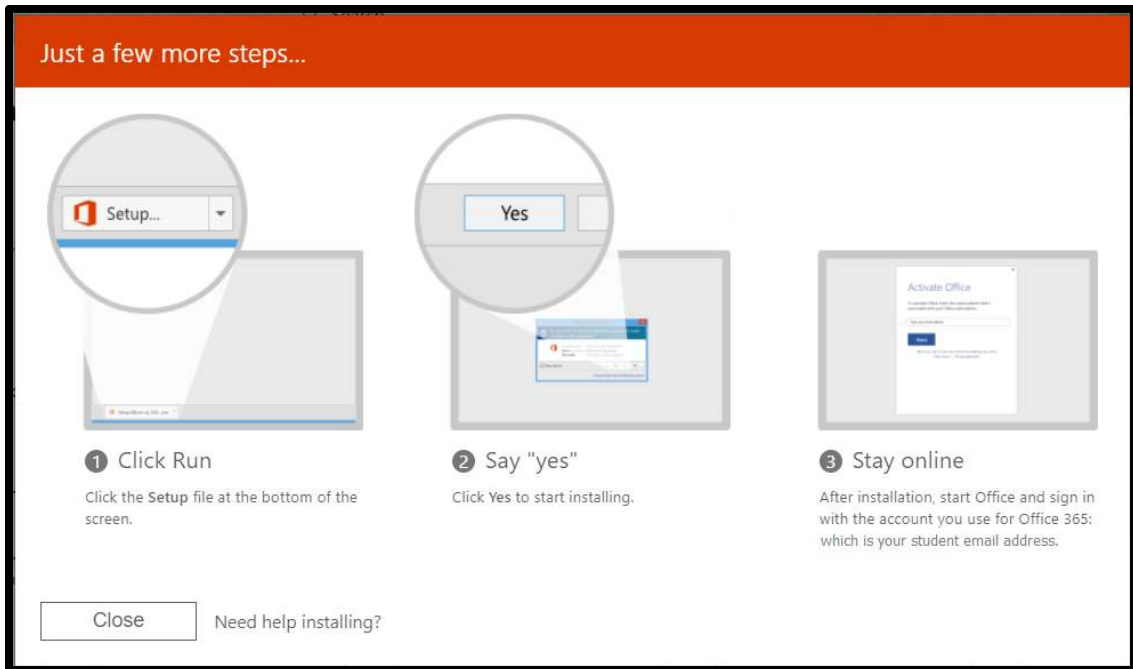 Just a few more steps...
Setup...
Yes
Activate Office
1 Click Run
2 Say "yes"
3 Stay online
Click the Setup file at the bottom of the
screen.
Click Yes to start installing.
After installation, start Office and sign in
with the account you use for Office 365:
which is your student email address.
Close
Need help installing?